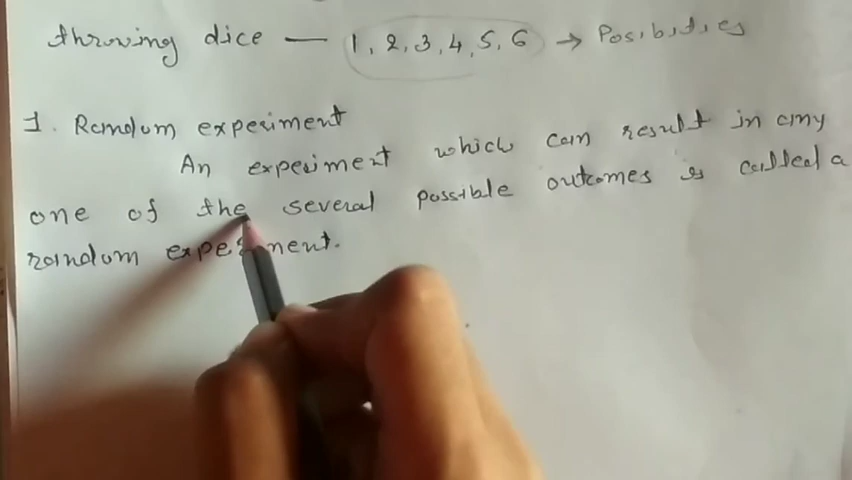 throwing dice — 1, 2, 3, 4, 5, 6 → Posibities
1. Random experiment
An experiment which can result in any
one of the several possible outcomes is called a
random experiment.